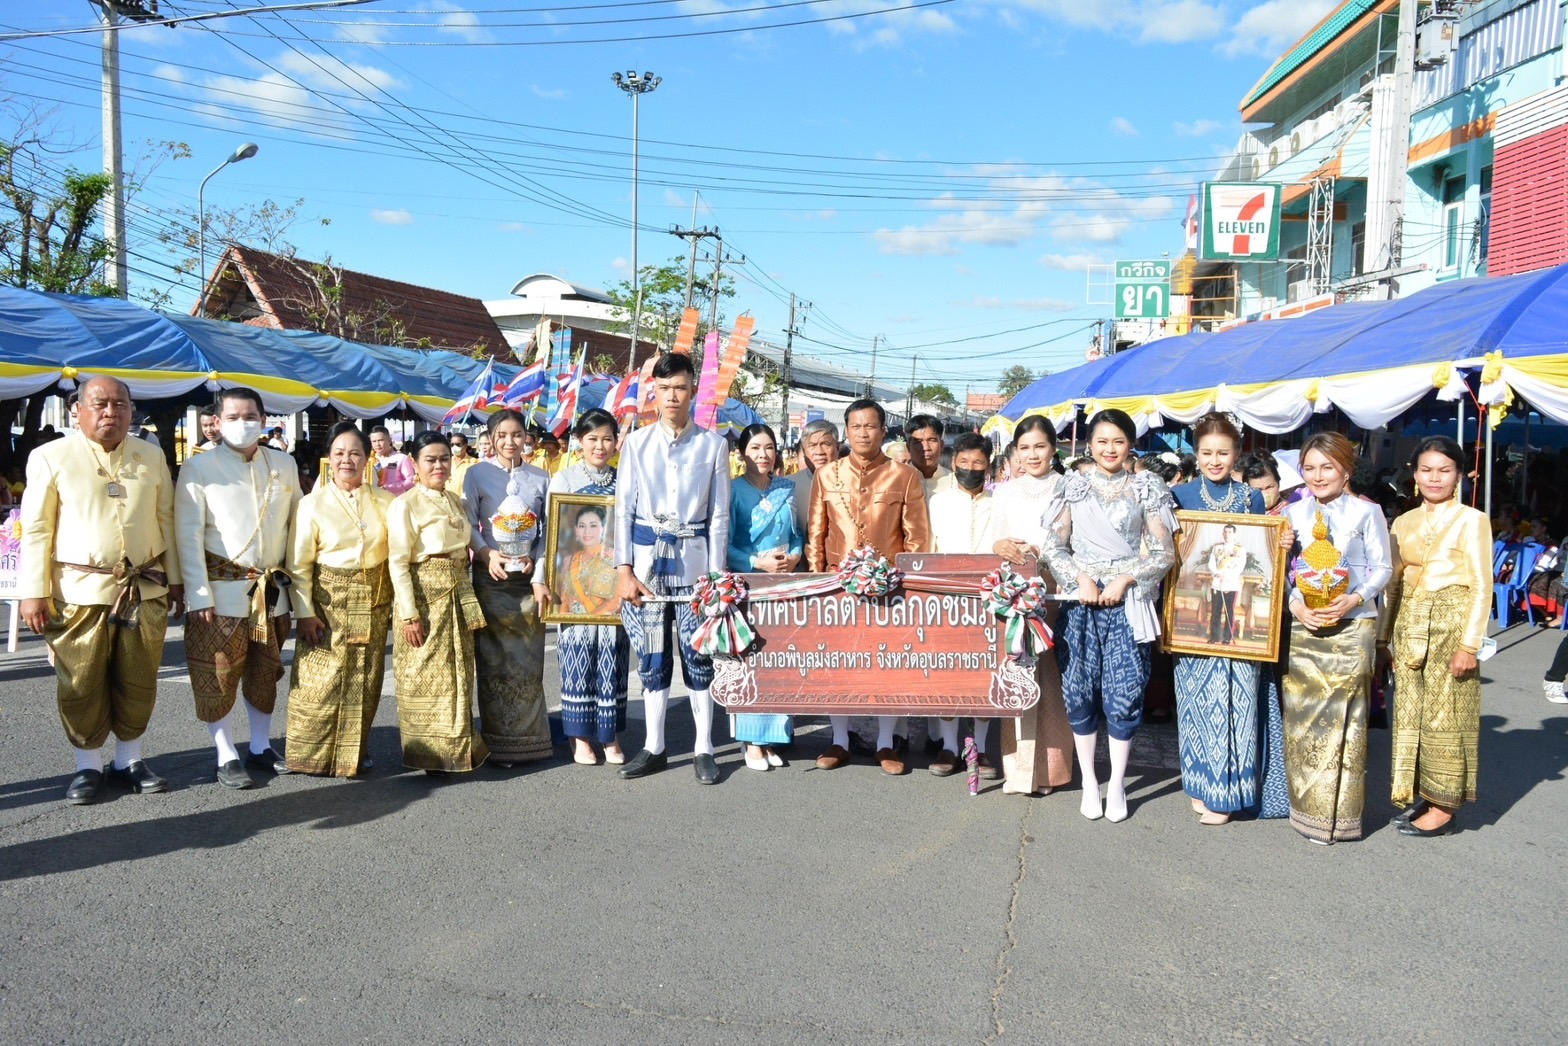 ELEVEn
7
กิติกิจ
ยา
เทศบาลตำบลกุดชมภู
อำเภอพิบูลมังสาหาร จังหวัดอุบลราชธานี